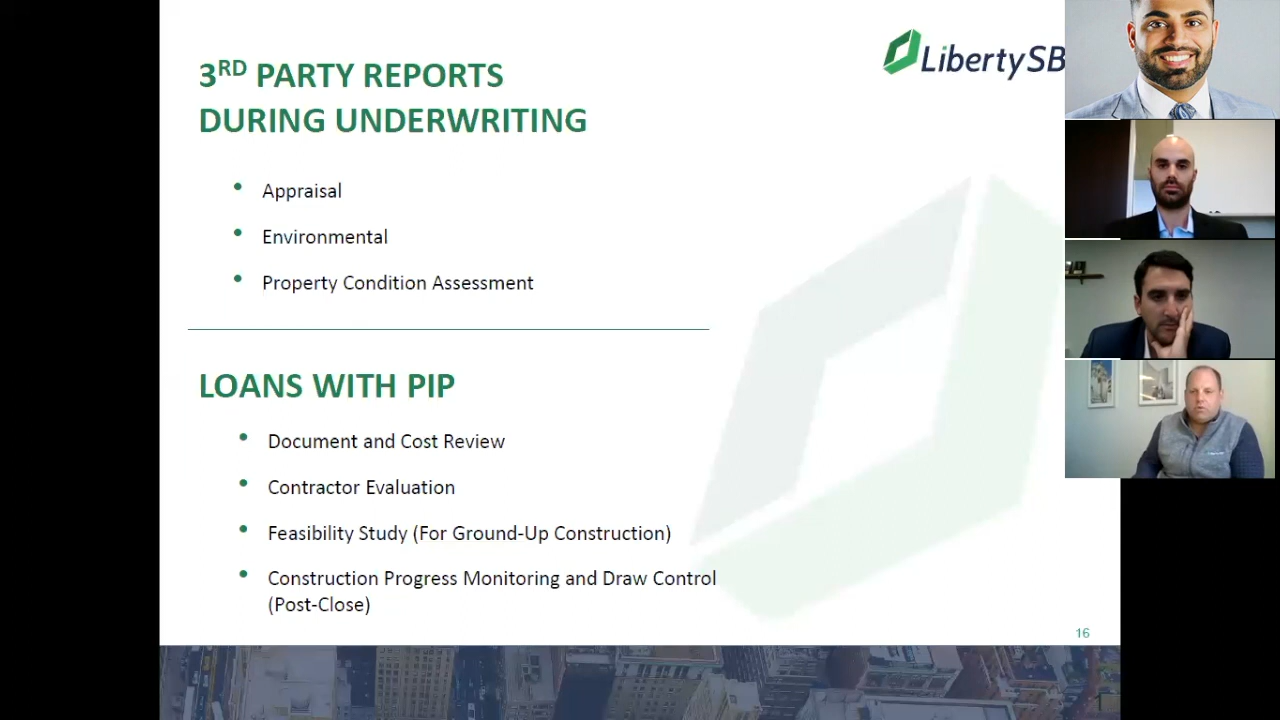 3RD PARTY REPORTS
DURING UNDERWRITING
LibertySB
Appraisal
Environmental
Property Condition Assessment
LOANS WITH PIP
Document and Cost Review
Contractor Evaluation
Feasibility Study (For Ground-Up Construction)
Construction Progress Monitoring and Draw Control
(Post-Close)
16